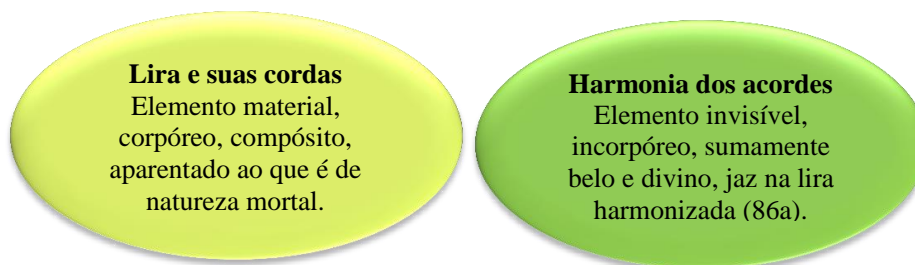 Lira e suas cordas
Elemento material,
corpóreo, compósito,
aparentado ao que é de
natureza mortal.
Harmonia dos acordes
Elemento invisível,
incorpóreo, sumamente
belo e divino, jaz na lira
harmonizada (86a).